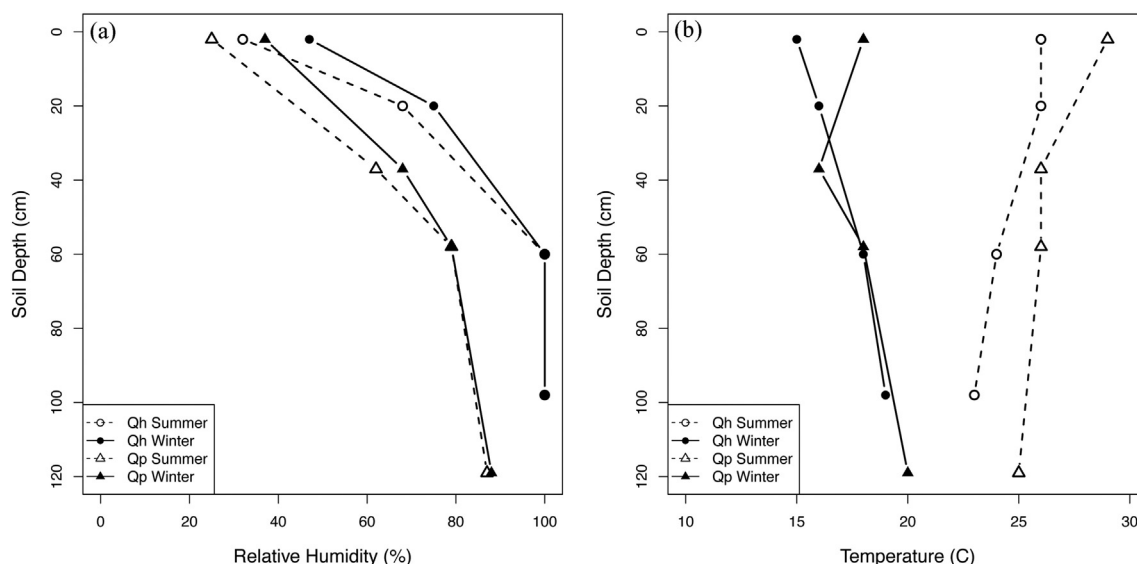 (a)
Soil Depth (cm)
0
20
40
60
80
100
120
Qh Summer
Qh Winter
Qp Summer
Qp Winter
0 20 40 60 80 100
Relative Humidity (%)
(b)
Soil Depth (cm)
0
20
40
60
80
100
120
Qh Summer
Qh Winter
Qp Summer
Qp Winter
10 15 20 25 30
Temperature (C)